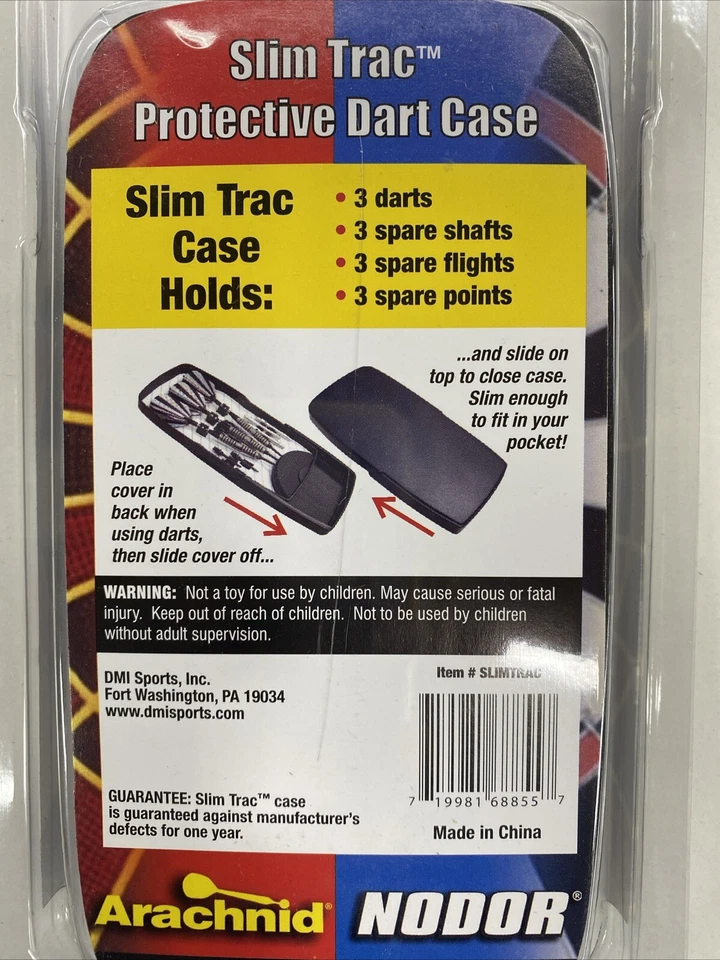 Slim Trac™
Protective Dart Case
Slim Trac
Case
Holds:
• 3 darts
• 3 spare shafts
• 3 spare flights
• 3 spare points
...and slide on
top to close case.
Slim enough
to fit in your
pocket!
Place
cover in
back when
using darts,
then slide cover off...
WARNING: Not a toy for use by children. May cause serious or fatal
injury. Keep out of reach of children. Not to be used by children
without adult supervision.
DMI Sports, Inc.
Fort Washington, PA 19034
www.dmisports.com
Item # SLIMTRAC
7 19981 68855 7
GUARANTEE: Slim Trac™ case
is guaranteed against manufacturer's
defects for one year.
Made in China
Arachnid®
NODOR®